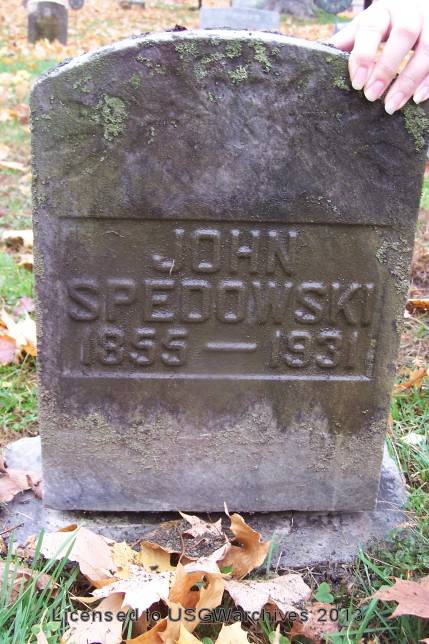 JOHN
SPEDOWSKI
1855 — 1931
Licensed to USGWarchives 2013